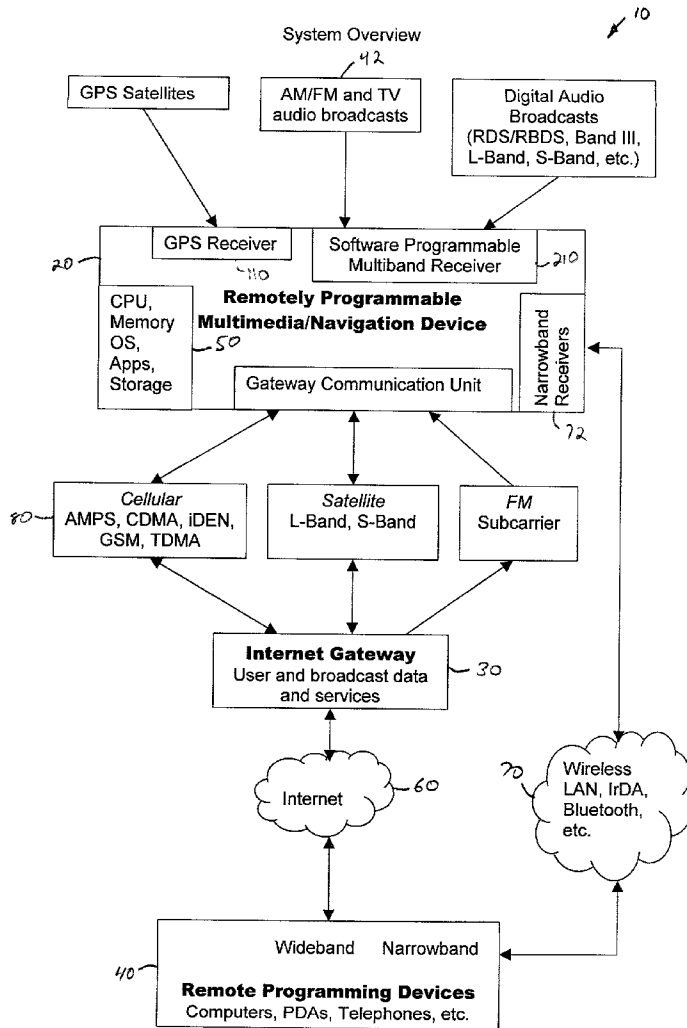 10
System Overview
42
GPS Satellites
AM/FM and TV
audio broadcasts
Digital Audio
Broadcasts
(RDS/RBDS, Band III,
L-Band, S-Band, etc.)
20
GPS Receiver
110
Software Programmable
Multiband Receiver
210
Remotely Programmable
Multimedia/Navigation Device
CPU,
Memory
OS,
Apps,
Storage
50
Gateway Communication Unit
Narrowband
Receivers
72
80
Cellular
AMPS, CDMA, iDEN,
GSM, TDMA
Satellite
L-Band, S-Band
FM
Subcarrier
Internet Gateway
User and broadcast data
and services
30
Internet
60
70
Wireless
LAN, IrDA,
Bluetooth,
etc.
40
Wideband Narrowband
Remote Programming Devices
Computers, PDAs, Telephones, etc.